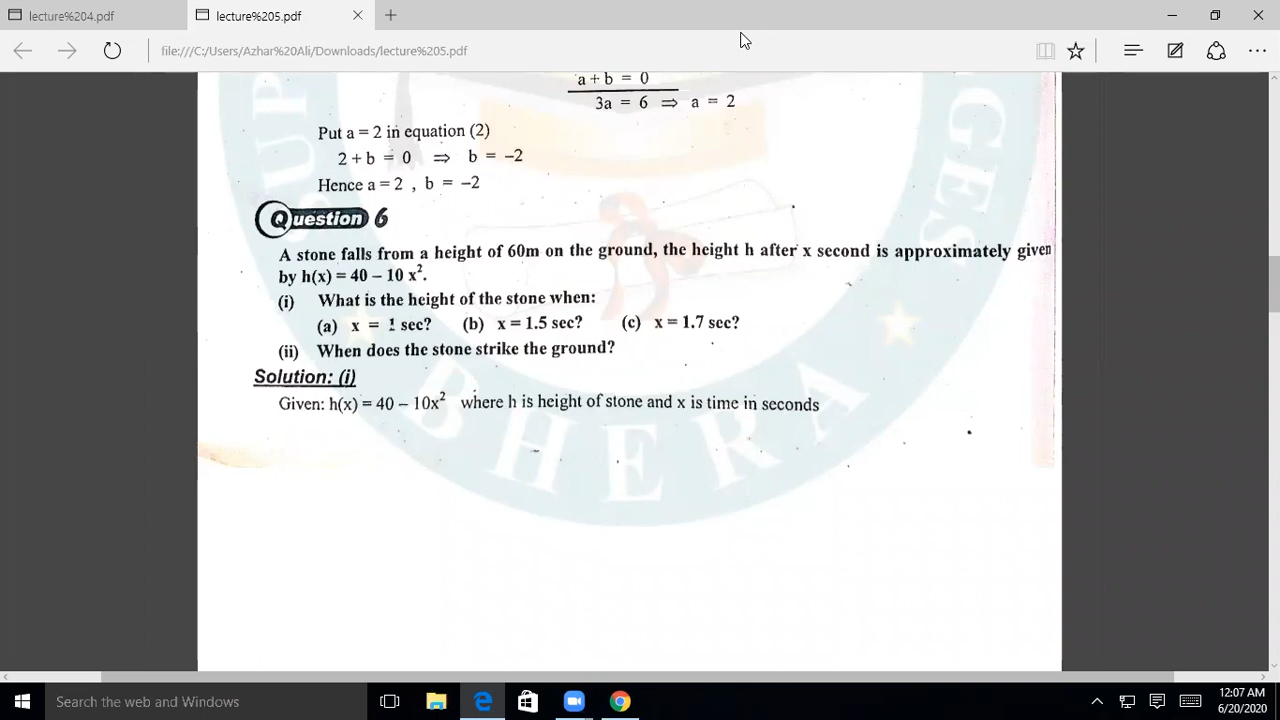 lecture%204.pdf
lecture%205.pdf
file:///C:/Users/Azhar%20Ali/Downloads/lecture%205.pdf
a + b = 0
3a = 6 ⇒ a = 2
Put a = 2 in equation (2)
2 + b = 0 ⇒ b = –2
Hence a = 2 , b = –2
Question 6
A stone falls from a height of 60m on the ground, the height h after x second is approximately given
by h(x) = 40 – 10 x².
(i) What is the height of the stone when:
(a) x = 1 sec? (b) x = 1.5 sec? (c) x = 1.7 sec?
(ii) When does the stone strike the ground?
Solution: (i)
Given: h(x) = 40 – 10x² where h is height of stone and x is time in seconds
BHERA
Search the web and Windows
12:07 AM
6/20/2020